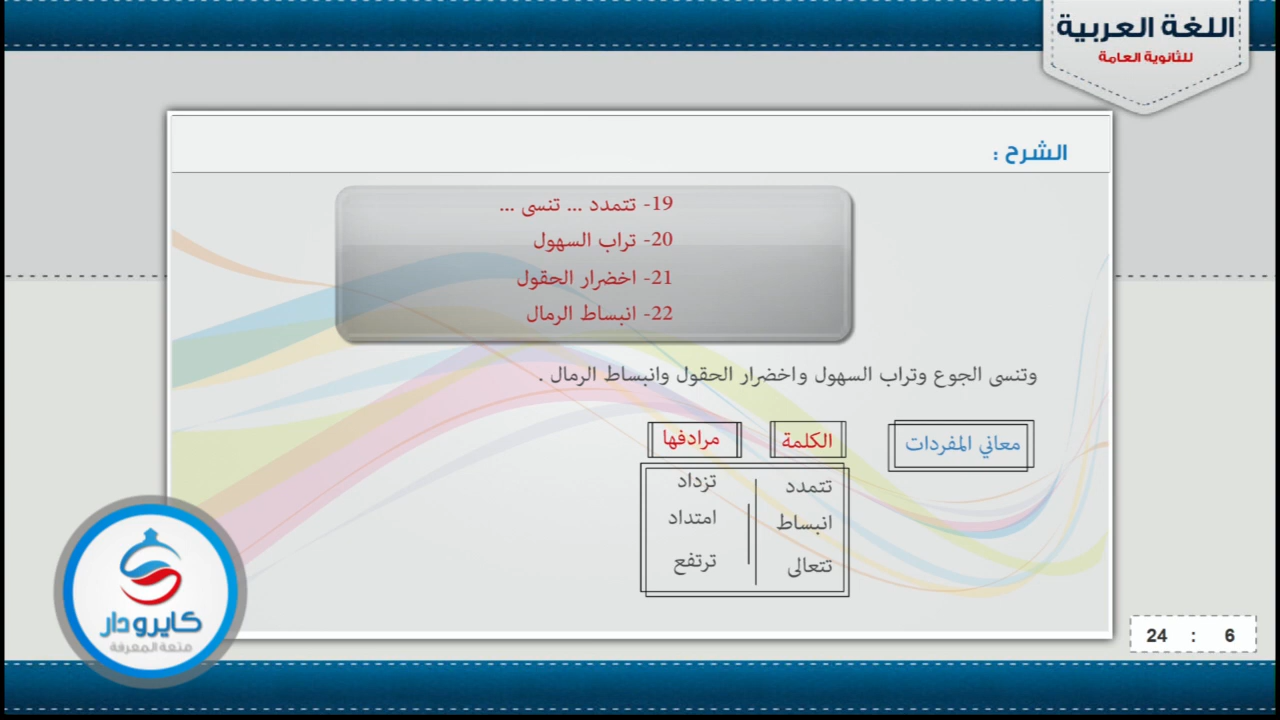 اللغة العربية
للثانوية العامة
الشرح :
19- تتمدد ... تنسى ...
20- تراب السهول
21- اخضرار الحقول
22- انبساط الرمال
وتنسى الجوع وتراب السهول واخضرار الحقول وانبساط الرمال .
معاني المفردات
الكلمة مرادفها
تتمدد تزداد
انبساط امتداد
تتعالى ترتفع
كايرودار
متعة المعرفة
24 : 6